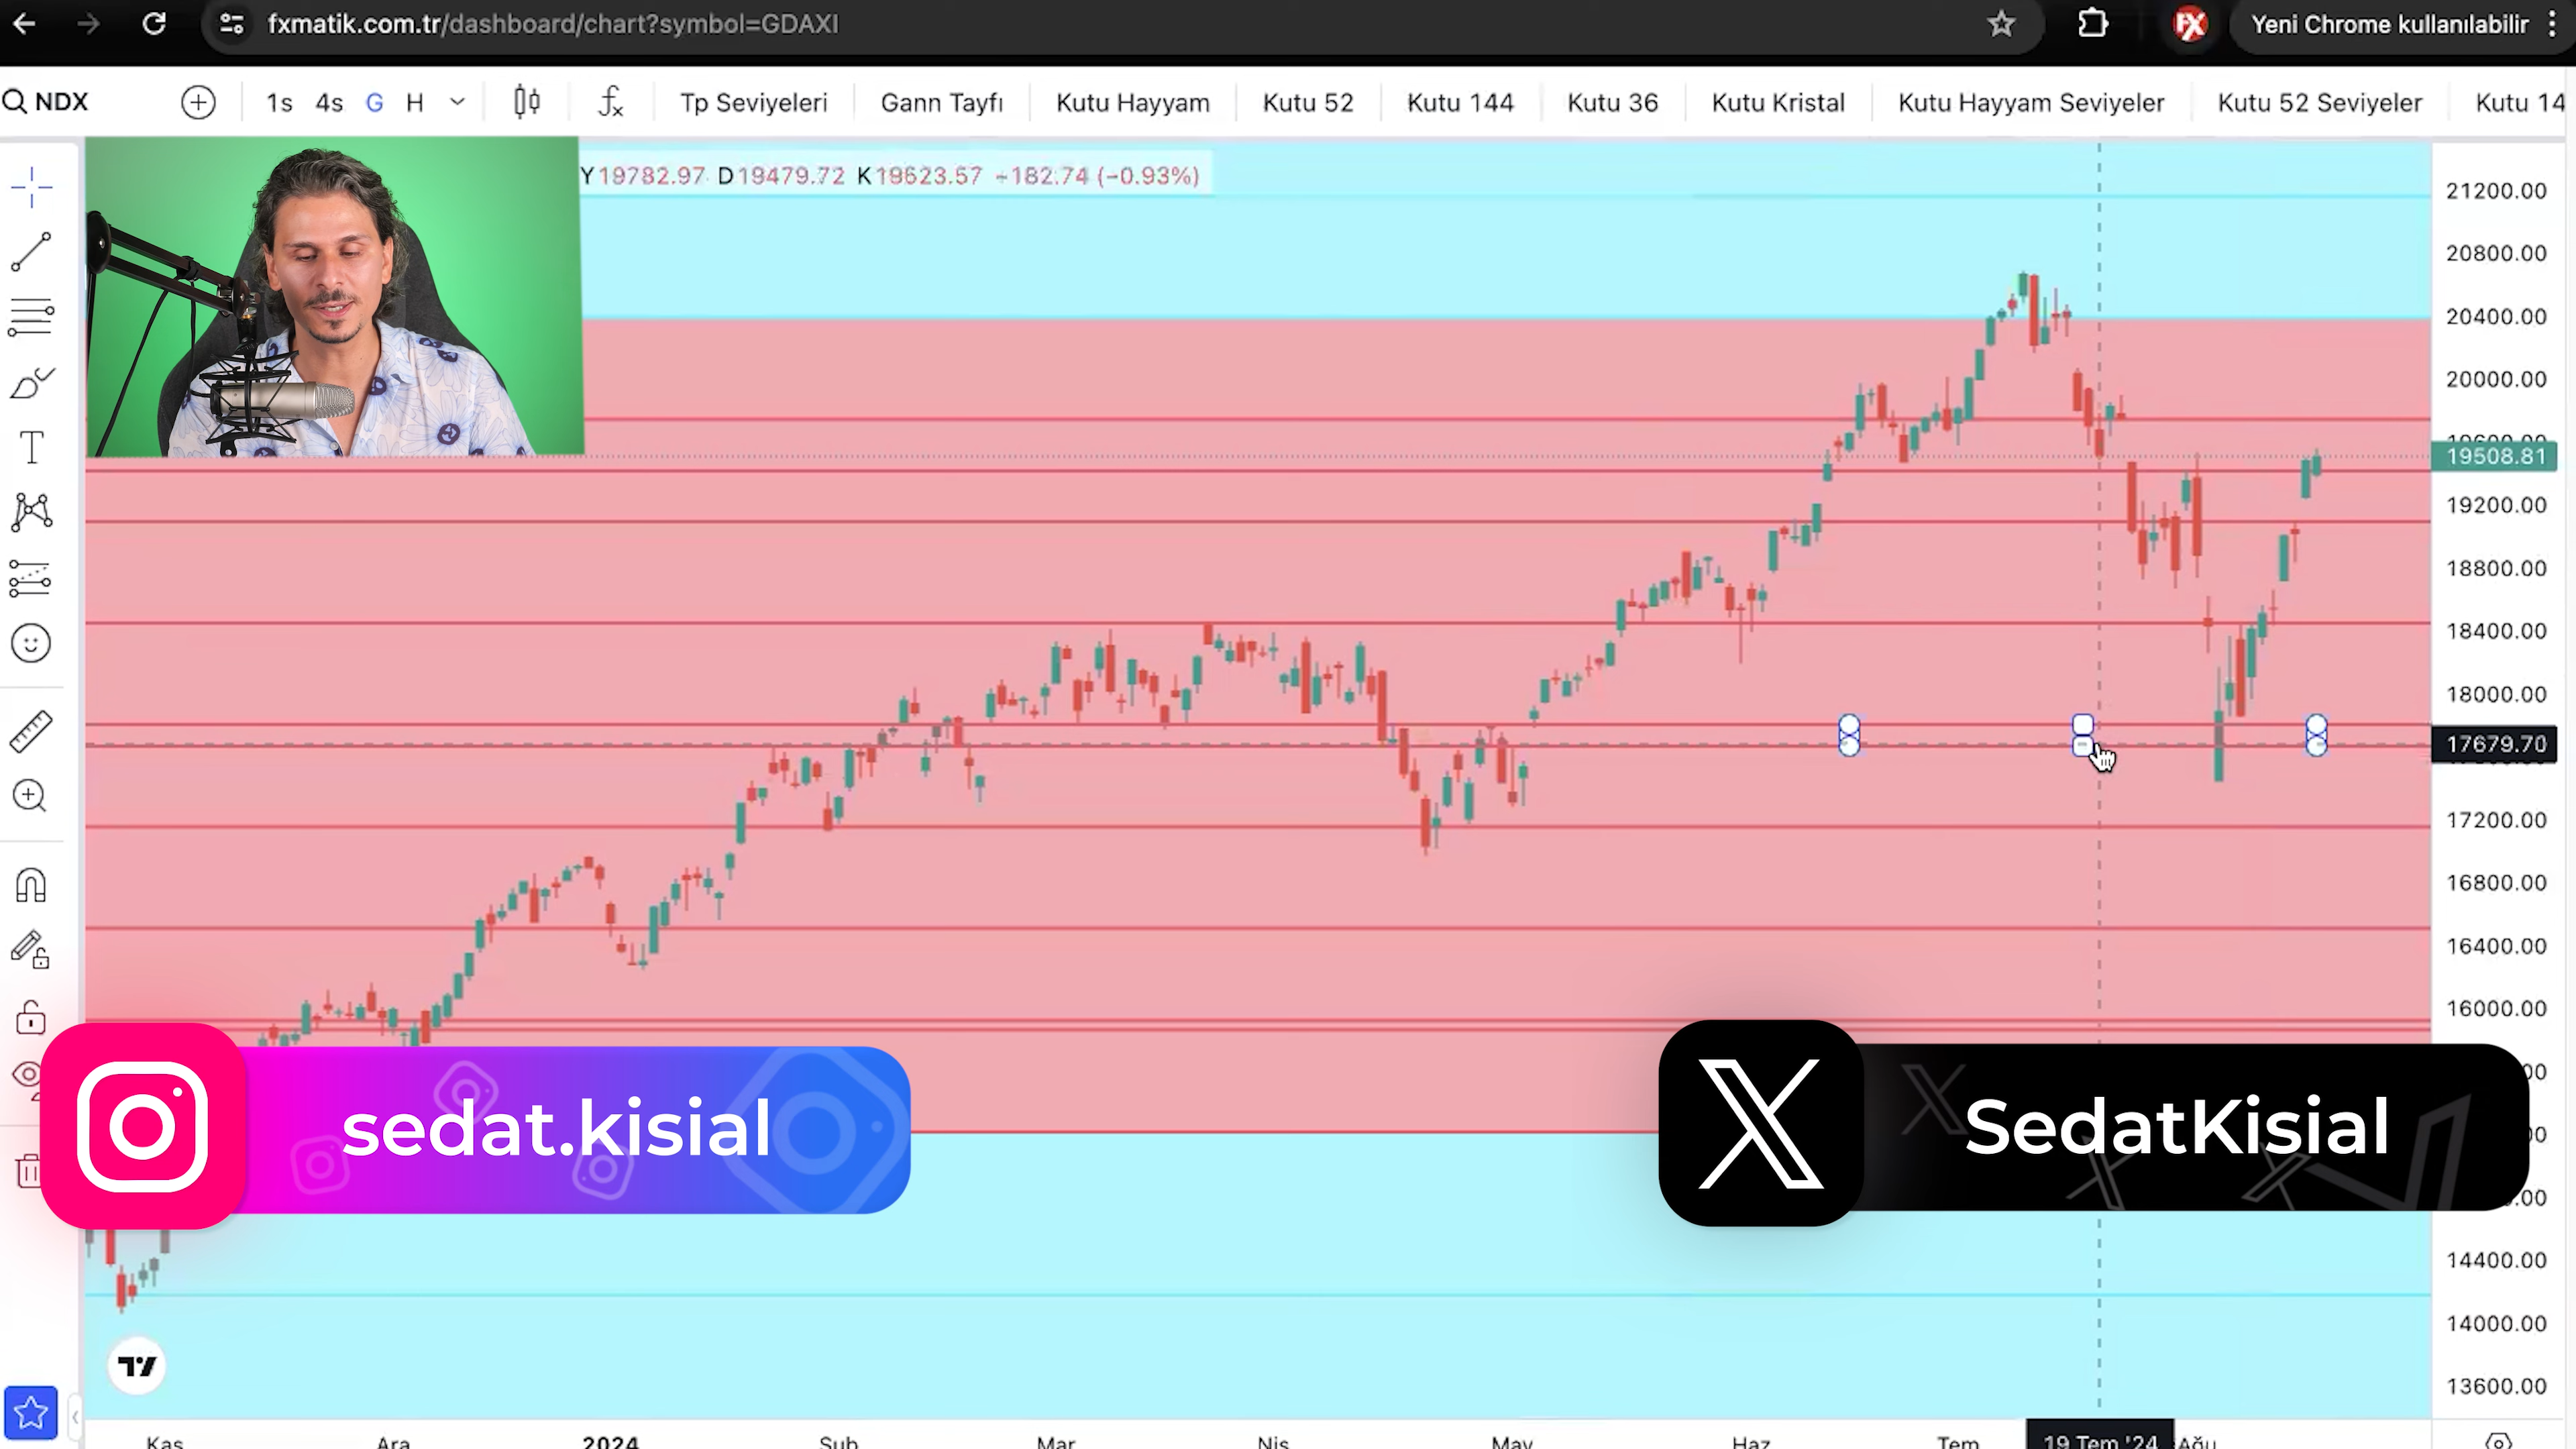 fxmatik.com.tr/dashboard/chart?symbol=GDAXI
Yeni Chrome kullanılabilir
NDX
1s 4s G H
Tp Seviyeleri
Gann Tayfı
Kutu Hayyam
Kutu 52
Kutu 144
Kutu 36
Kutu Kristal
Kutu Hayyam Seviyeler
Kutu 52 Seviyeler
Kutu 14
Y19782.97 D19479.72 K19623.57 −182.74 (−0.93%)
21200.00
20800.00
20400.00
20000.00
19600.00
19508.81
19200.00
18800.00
18400.00
18000.00
17679.70
17200.00
16800.00
16400.00
16000.00
14400.00
14000.00
13600.00
sedat.kisial
SedatKisial
Kas Ara 2024 Şub Mar Nis May Haz Tem 19 Tem '24 Ağu